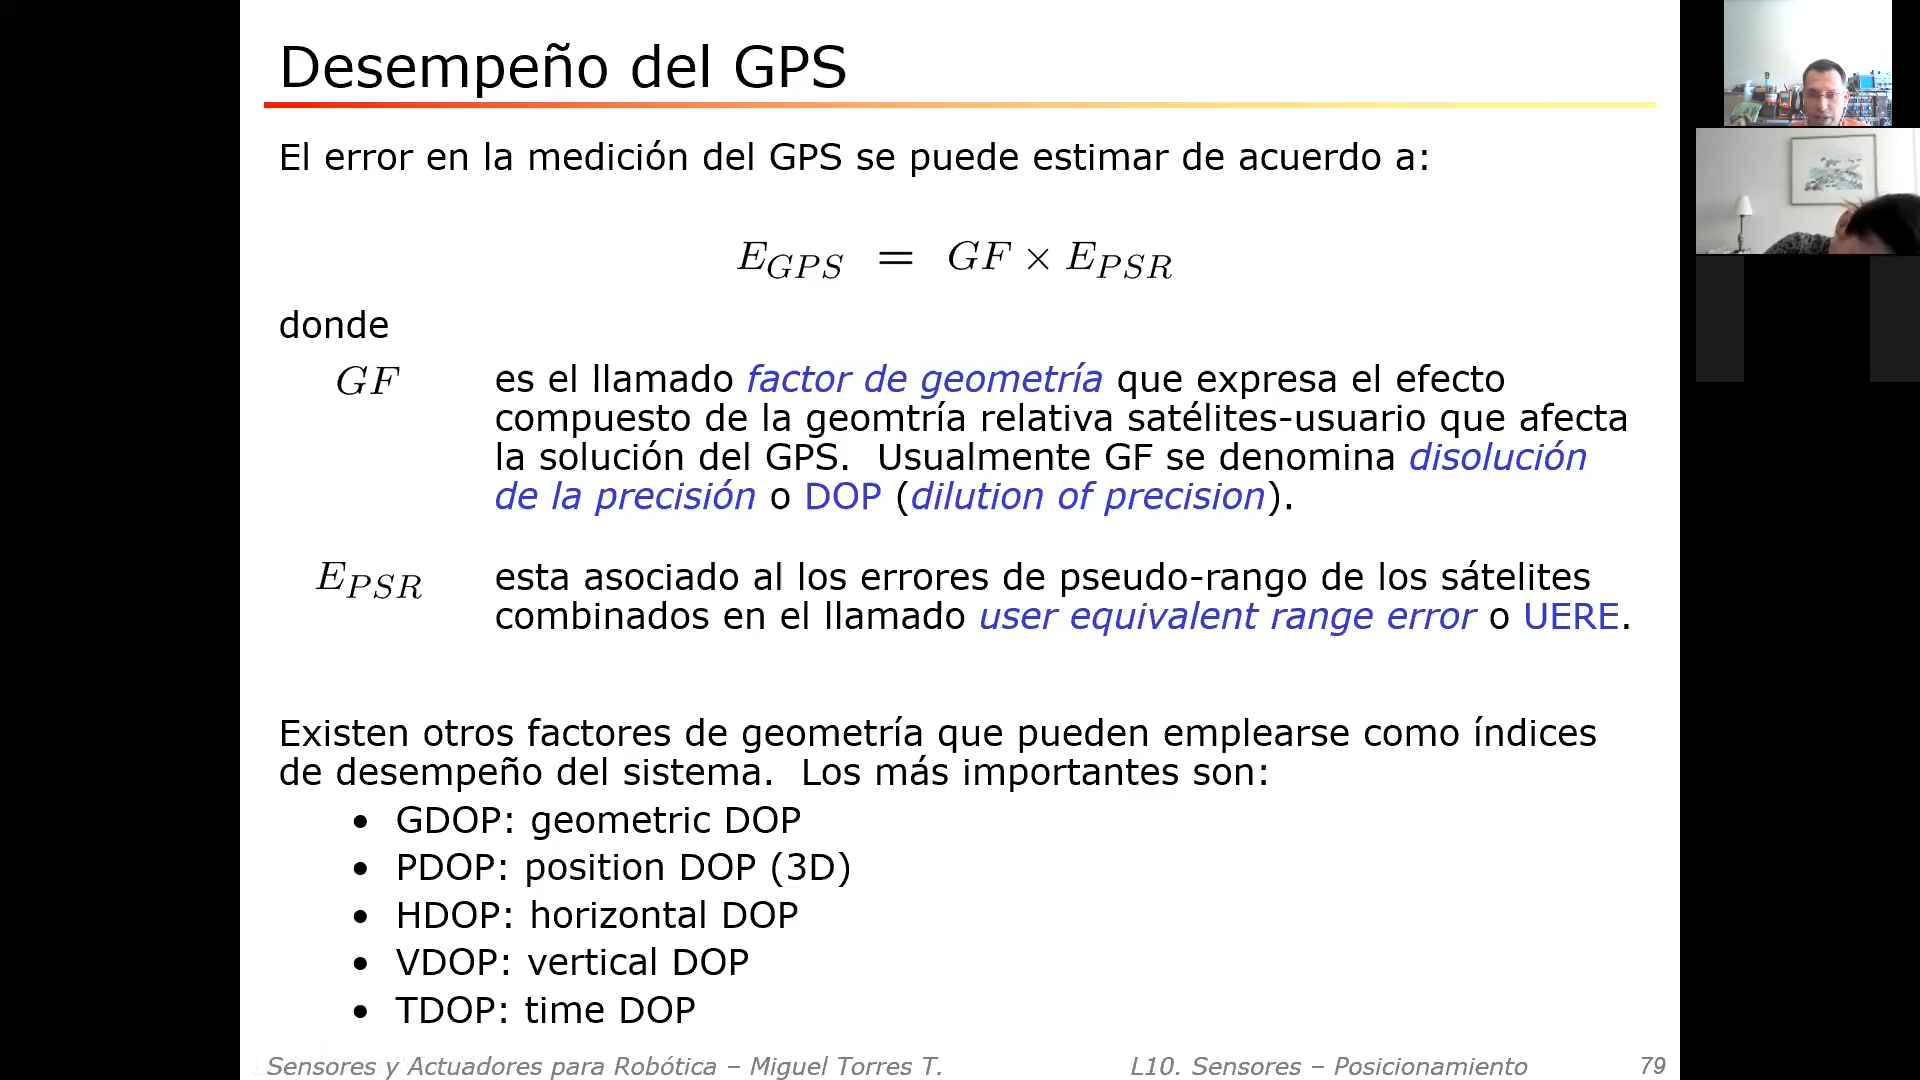 Desempeño del GPS
El error en la medición del GPS se puede estimar de acuerdo a:
E_GPS = GF × E_PSR
donde
GF es el llamado factor de geometría que expresa el efecto
compuesto de la geomtría relativa satélites-usuario que afecta
la solución del GPS. Usualmente GF se denomina disolución
de la precisión o DOP (dilution of precision).
E_PSR esta asociado al los errores de pseudo-rango de los sátelites
combinados en el llamado user equivalent range error o UERE.
Existen otros factores de geometría que pueden emplearse como índices
de desempeño del sistema. Los más importantes son:
• GDOP: geometric DOP
• PDOP: position DOP (3D)
• HDOP: horizontal DOP
• VDOP: vertical DOP
• TDOP: time DOP
Sensores y Actuadores para Robótica – Miguel Torres T. L10. Sensores – Posicionamiento 79